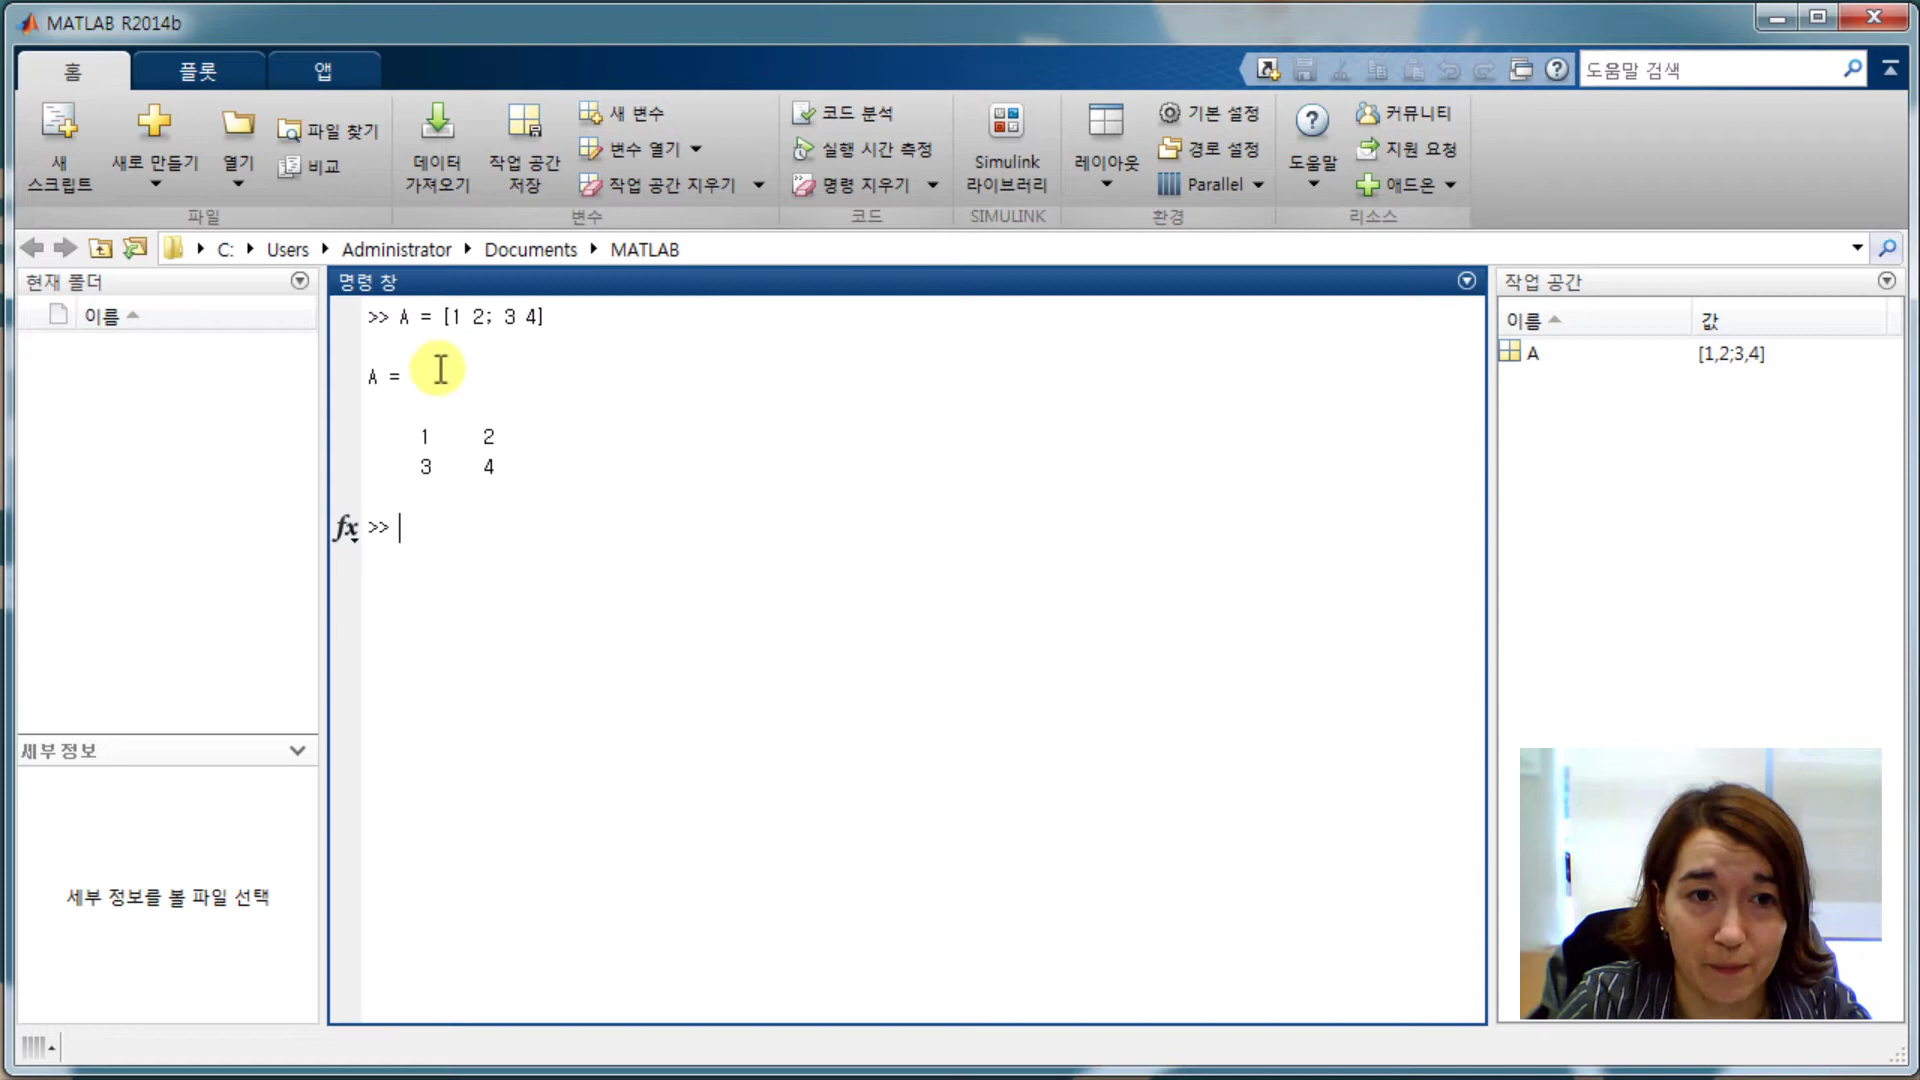 MATLAB R2014b
홈
플롯
앱
도움말 검색
새
스크립트
새로 만들기
열기
파일 찾기
비교
파일
데이터
가져오기
작업 공간
저장
새 변수
변수 열기
작업 공간 지우기
변수
코드 분석
실행 시간 측정
명령 지우기
코드
Simulink
라이브러리
SIMULINK
레이아웃
기본 설정
경로 설정
Parallel
환경
도움말
커뮤니티
지원 요청
애드온
리소스
C: Users Administrator Documents MATLAB
현재 폴더
이름
세부 정보
세부 정보를 볼 파일 선택
명령 창
>> A = [1 2; 3 4]
A =
1 2
3 4
fx >>
작업 공간
이름 값
A [1,2;3,4]